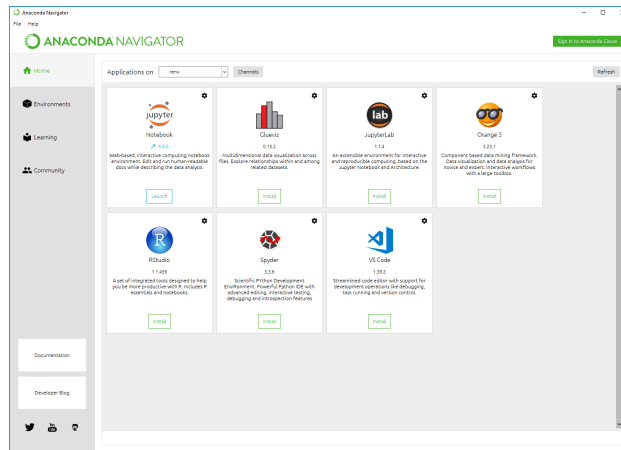 Anaconda Navigator
File Help
ANACONDA NAVIGATOR
Sign in to Anaconda Cloud
Home
Environments
Learning
Community
Documentation
Developer Blog
You
Tube
Applications on renv Channels Refresh
jupyter
Notebook
5.6.0
Web-based, interactive computing notebook
environment. Edit and run human-readable
docs while describing the data analysis.
Launch
Glueviz
0.15.2
Multidimensional data visualization across
files. Explore relationships within and among
related datasets.
Install
lab
JupyterLab
1.1.4
An extensible environment for interactive
and reproducible computing, based on the
Jupyter Notebook and Architecture.
Install
Orange 3
3.23.1
Component based data mining framework.
Data visualization and data analysis for
novice and expert. Interactive workflows
with a large toolbox.
Install
R
RStudio
1.1.456
A set of integrated tools designed to help
you be more productive with R. Includes R
essentials and notebooks.
Install
Spyder
3.3.6
Scientific PYthon Development
EnviRonment. Powerful Python IDE with
advanced editing, interactive testing,
debugging and introspection features
Install
VS Code
1.39.2
Streamlined code editor with support for
development operations like debugging,
task running and version control.
Install